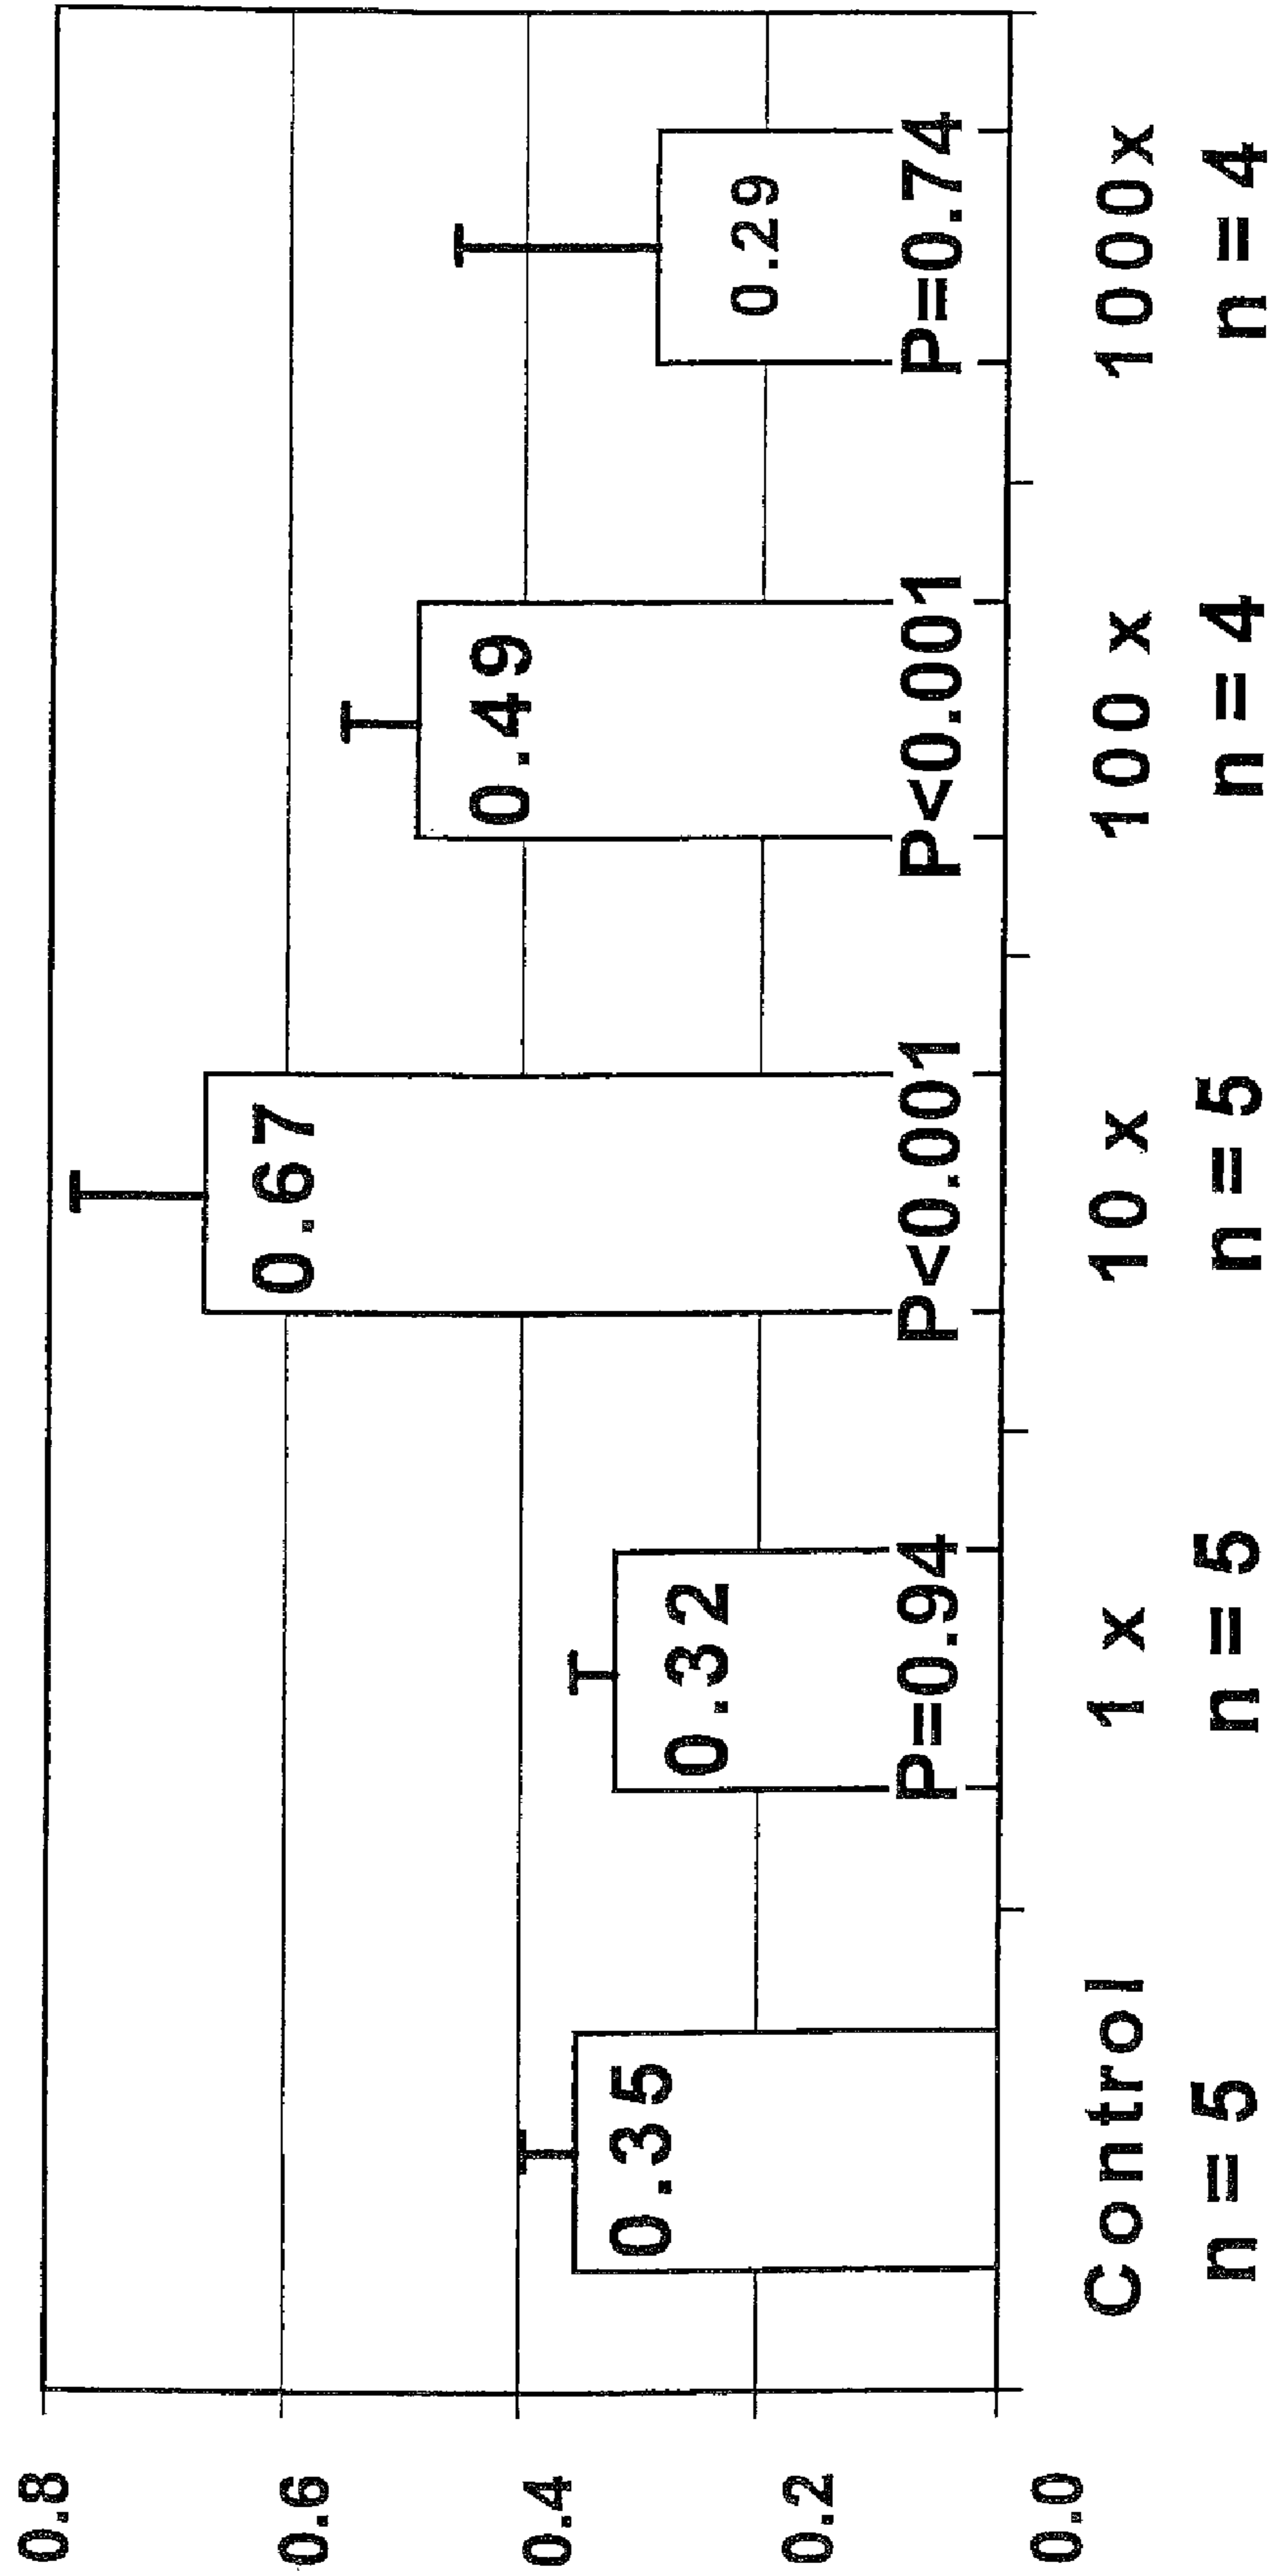 0.8
0.6
0.4
0.2
0.0
0.35
0.32
0.67
0.49
0.29
P=0.94
P<0.001
P<0.001
P=0.74
Control
1 x
10 x
100 x
1000x
n = 5
n = 5
n = 5
n = 4
n = 4